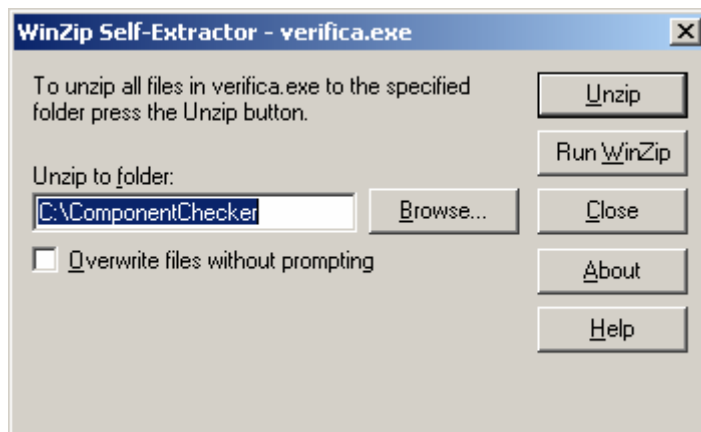 WinZip Self-Extractor - verifica.exe
To unzip all files in verifica.exe to the specified
folder press the Unzip button.
Unzip to folder:
C:\ComponentChecker
Browse...
Overwrite files without prompting
Unzip
Run WinZip
Close
About
Help